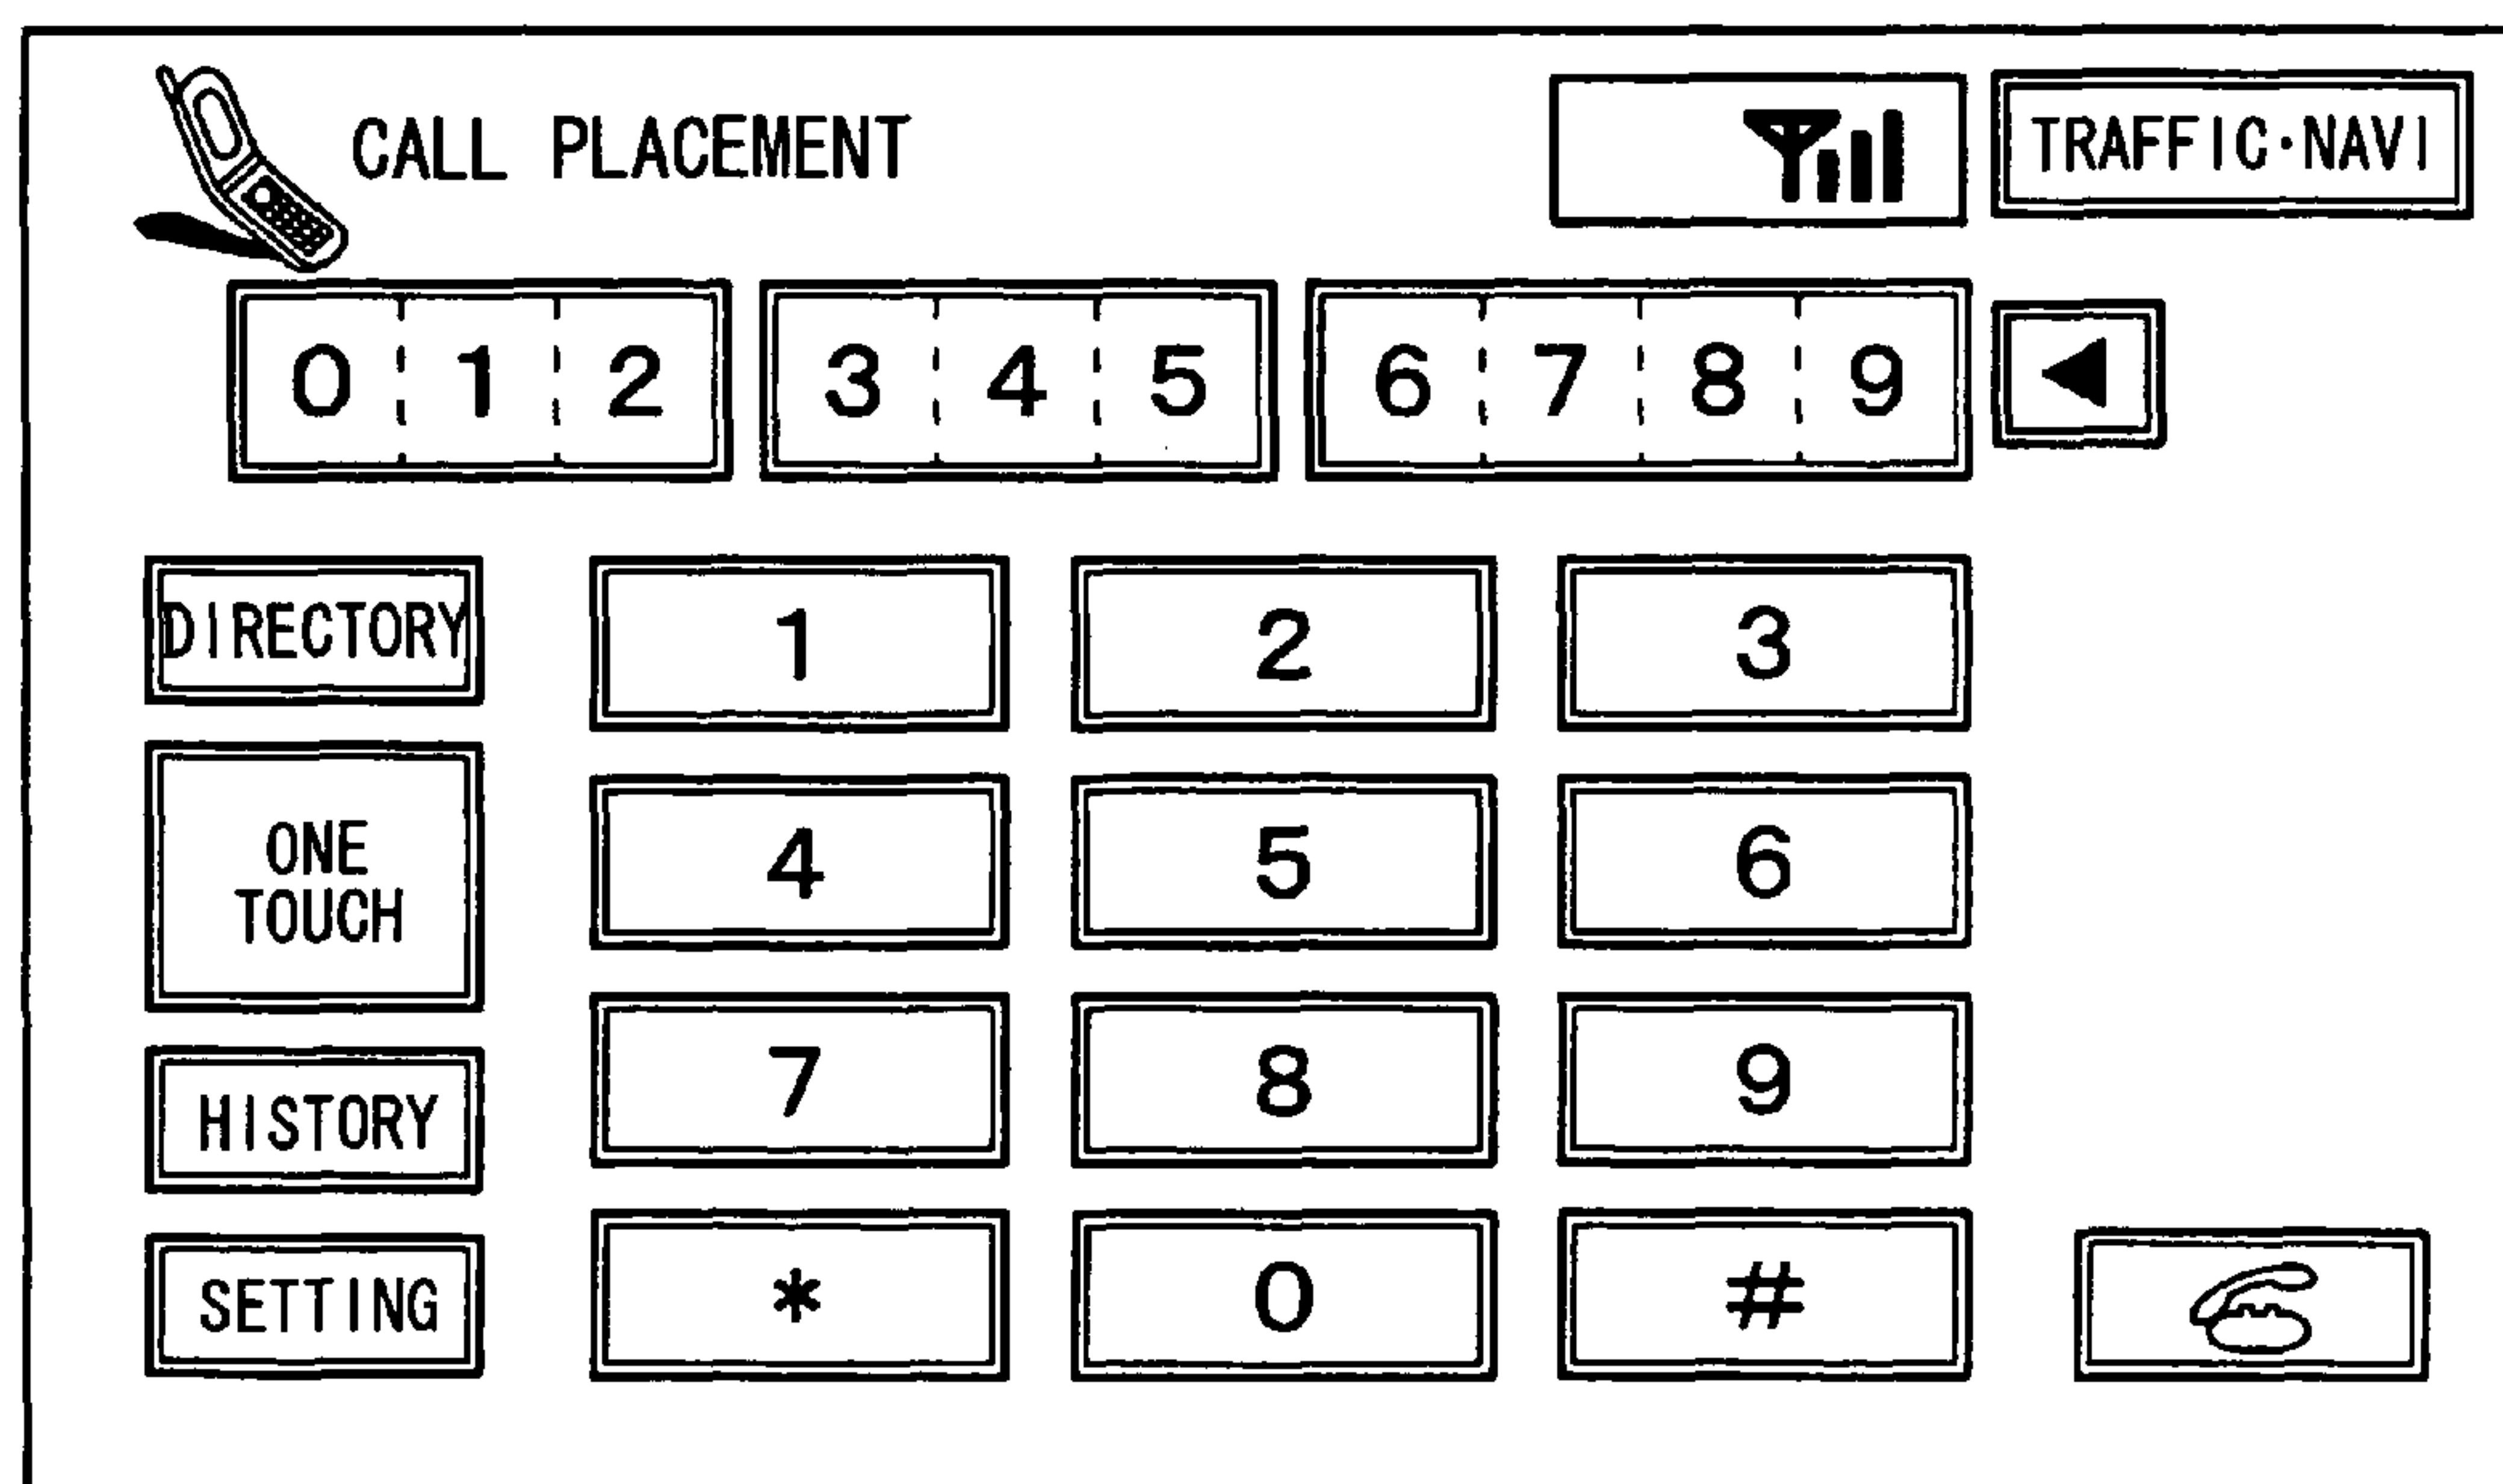 CALL PLACEMENT
TRAFFIC·NAVI
0 1 2 3 4 5 6 7 8 9
DIRECTORY
1 2 3
ONE
TOUCH
4 5 6
HISTORY
7 8 9
SETTING
* 0 #